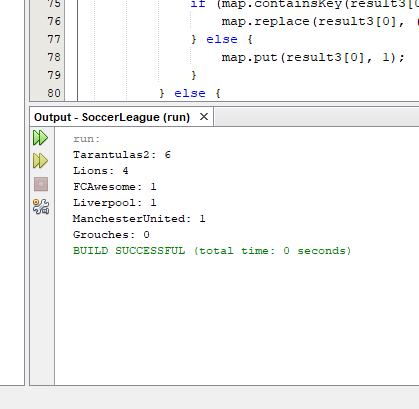 75 if (map.containsKey(result3[0
76 map.replace(result3[0], (
77 } else {
78 map.put(result3[0], 1);
79 }
80 } else {
Output - SoccerLeague (run) ×
run:
Tarantulas2: 6
Lions: 4
FCAwesome: 1
Liverpool: 1
ManchesterUnited: 1
Grouches: 0
BUILD SUCCESSFUL (total time: 0 seconds)